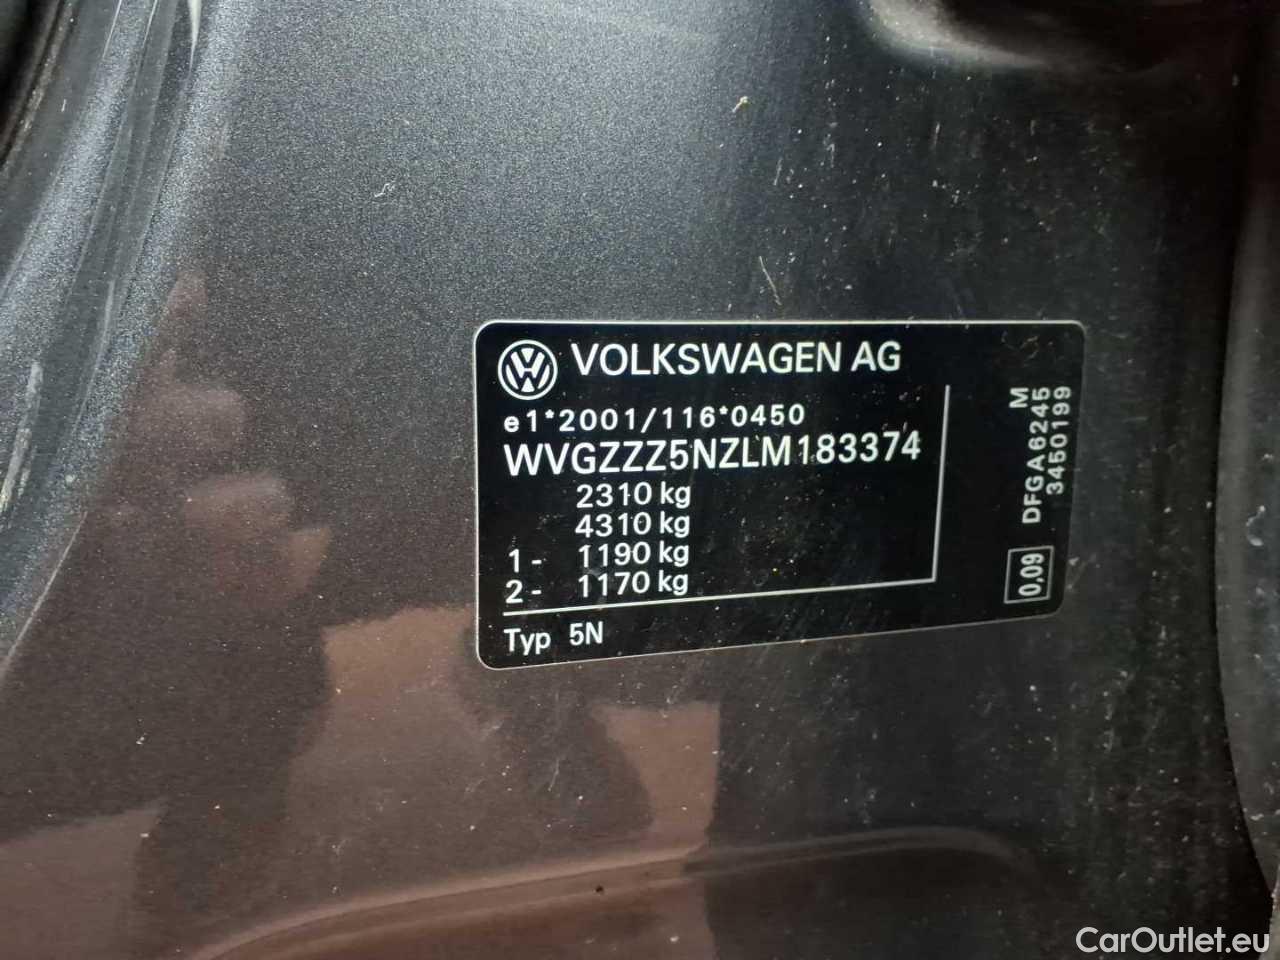 VOLKSWAGEN AG
e1*2001/116*0450
WVGZZZ5NZLM183374
2310 kg
4310 kg
1 - 1190 kg
2 - 1170 kg
Typ 5N
M
DFGA6245
3450199
0,09
CarOutlet.eu